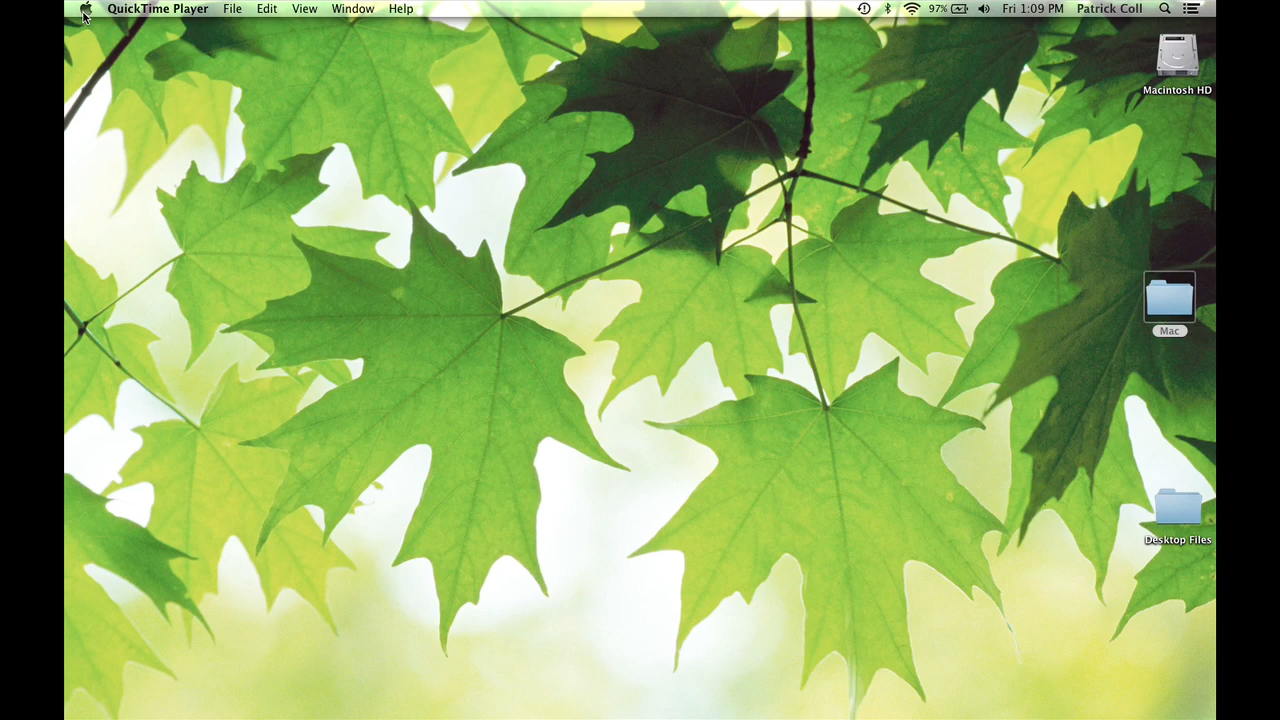 QuickTime Player File Edit View Window Help 97% Fri 1:09 PM Patrick Coll
Macintosh HD
Mac
Desktop Files